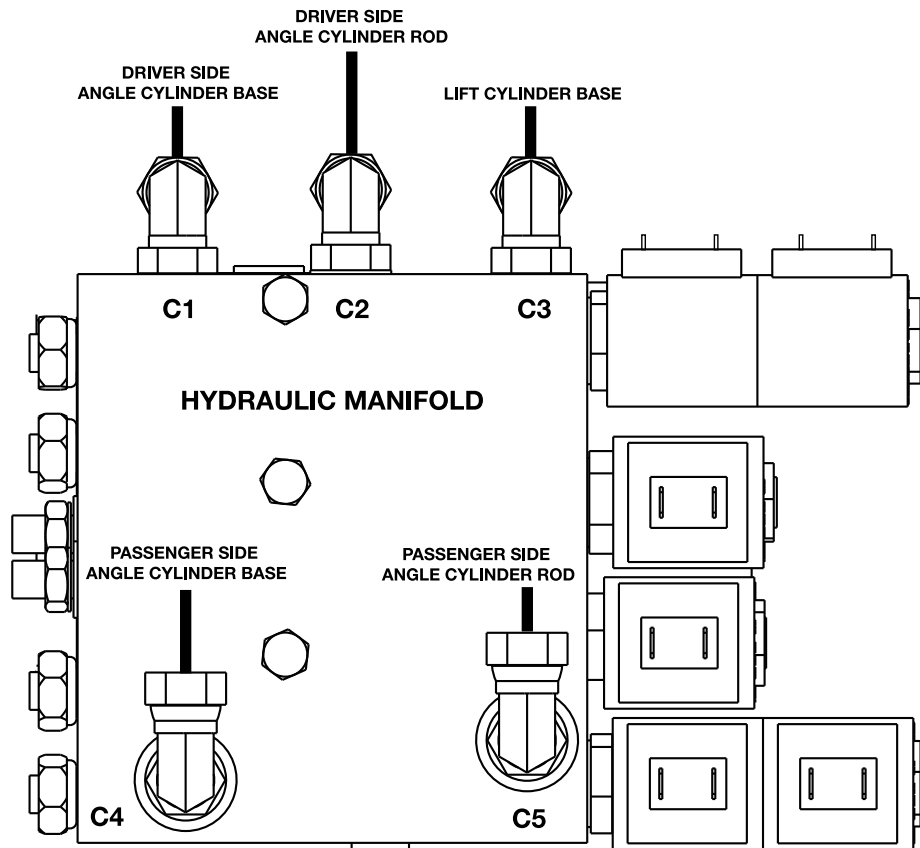 DRIVER SIDE
ANGLE CYLINDER ROD
DRIVER SIDE
ANGLE CYLINDER BASE
LIFT CYLINDER BASE
C1
C2
C3
HYDRAULIC MANIFOLD
PASSENGER SIDE
ANGLE CYLINDER BASE
PASSENGER SIDE
ANGLE CYLINDER ROD
C4
C5